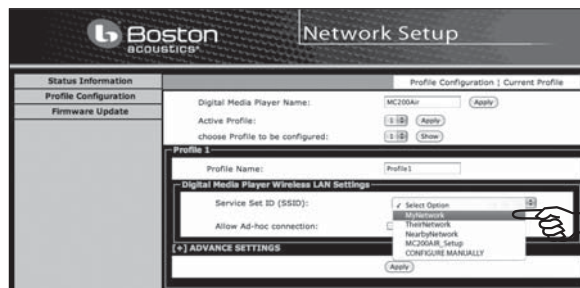 Boston
acoustics®
Network Setup
Status Information
Profile Configuration
Firmware Update
Profile Configuration | Current Profile
Digital Media Player Name: MC200Air Apply
Active Profile: 1 Apply
choose Profile to be configured: 1 Show
Profile 1
Profile Name: Profile1
Digital Media Player Wireless LAN Settings
Service Set ID (SSID): ✓ Select Option
MyNetwork
Allow Ad-hoc connection: TheirNetwork
NearbyNetwork
MC200AIR_Setup
CONFIGURE MANUALLY
[+] ADVANCE SETTINGS
Apply